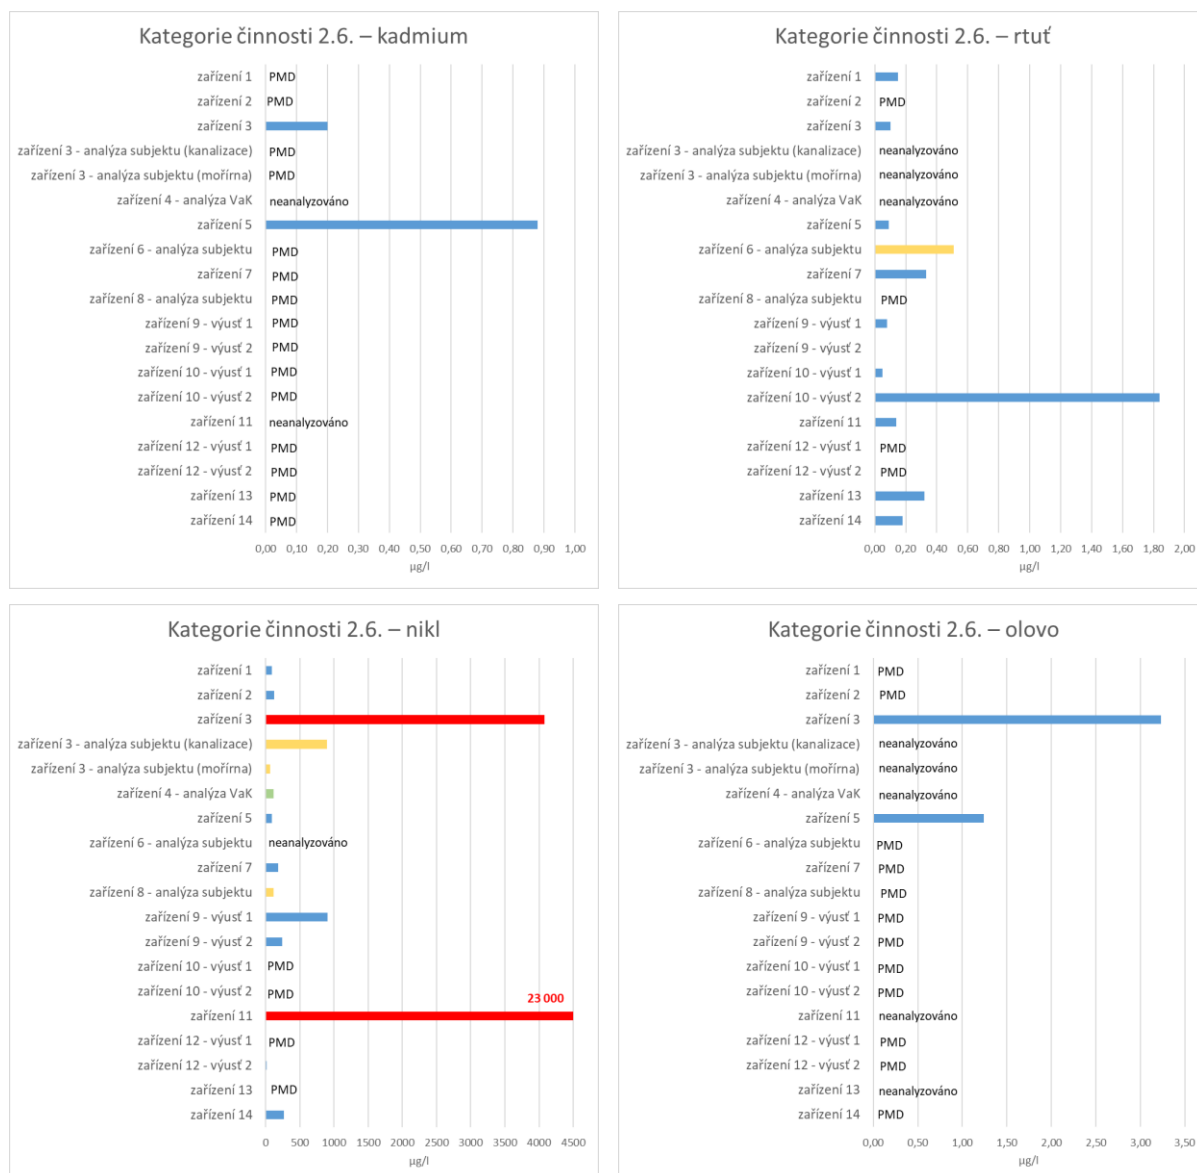 Kategorie činnosti 2.6. – kadmium
zařízení 1 PMD
zařízení 2 PMD
zařízení 3
zařízení 3 - analýza subjektu (kanalizace) PMD
zařízení 3 - analýza subjektu (mořírna) PMD
zařízení 4 - analýza VaK neanalyzováno
zařízení 5
zařízení 6 - analýza subjektu PMD
zařízení 7 PMD
zařízení 8 - analýza subjektu PMD
zařízení 9 - výusť 1 PMD
zařízení 9 - výusť 2 PMD
zařízení 10 - výusť 1 PMD
zařízení 10 - výusť 2 PMD
zařízení 11 neanalyzováno
zařízení 12 - výusť 1 PMD
zařízení 12 - výusť 2 PMD
zařízení 13 PMD
zařízení 14 PMD
0,00 0,10 0,20 0,30 0,40 0,50 0,60 0,70 0,80 0,90 1,00
µg/l
Kategorie činnosti 2.6. – rtuť
zařízení 1
zařízení 2 PMD
zařízení 3
zařízení 3 - analýza subjektu (kanalizace) neanalyzováno
zařízení 3 - analýza subjektu (mořírna) neanalyzováno
zařízení 4 - analýza VaK neanalyzováno
zařízení 5
zařízení 6 - analýza subjektu
zařízení 7
zařízení 8 - analýza subjektu PMD
zařízení 9 - výusť 1
zařízení 9 - výusť 2
zařízení 10 - výusť 1
zařízení 10 - výusť 2
zařízení 11
zařízení 12 - výusť 1 PMD
zařízení 12 - výusť 2 PMD
zařízení 13
zařízení 14
0,00 0,20 0,40 0,60 0,80 1,00 1,20 1,40 1,60 1,80 2,00
µg/l
Kategorie činnosti 2.6. – nikl
zařízení 1
zařízení 2
zařízení 3
zařízení 3 - analýza subjektu (kanalizace)
zařízení 3 - analýza subjektu (mořírna)
zařízení 4 - analýza VaK
zařízení 5
zařízení 6 - analýza subjektu neanalyzováno
zařízení 7
zařízení 8 - analýza subjektu
zařízení 9 - výusť 1
zařízení 9 - výusť 2
zařízení 10 - výusť 1 PMD
zařízení 10 - výusť 2 PMD
23 000
zařízení 11
zařízení 12 - výusť 1 PMD
zařízení 12 - výusť 2
zařízení 13 PMD
zařízení 14
0 500 1000 1500 2000 2500 3000 3500 4000 4500
µg/l
Kategorie činnosti 2.6. – olovo
zařízení 1 PMD
zařízení 2 PMD
zařízení 3
zařízení 3 - analýza subjektu (kanalizace) neanalyzováno
zařízení 3 - analýza subjektu (mořírna) neanalyzováno
zařízení 4 - analýza VaK neanalyzováno
zařízení 5
zařízení 6 - analýza subjektu PMD
zařízení 7 PMD
zařízení 8 - analýza subjektu PMD
zařízení 9 - výusť 1 PMD
zařízení 9 - výusť 2 PMD
zařízení 10 - výusť 1 PMD
zařízení 10 - výusť 2 PMD
zařízení 11 neanalyzováno
zařízení 12 - výusť 1 PMD
zařízení 12 - výusť 2 PMD
zařízení 13 neanalyzováno
zařízení 14 PMD
0,00 0,50 1,00 1,50 2,00 2,50 3,00 3,50
µg/l